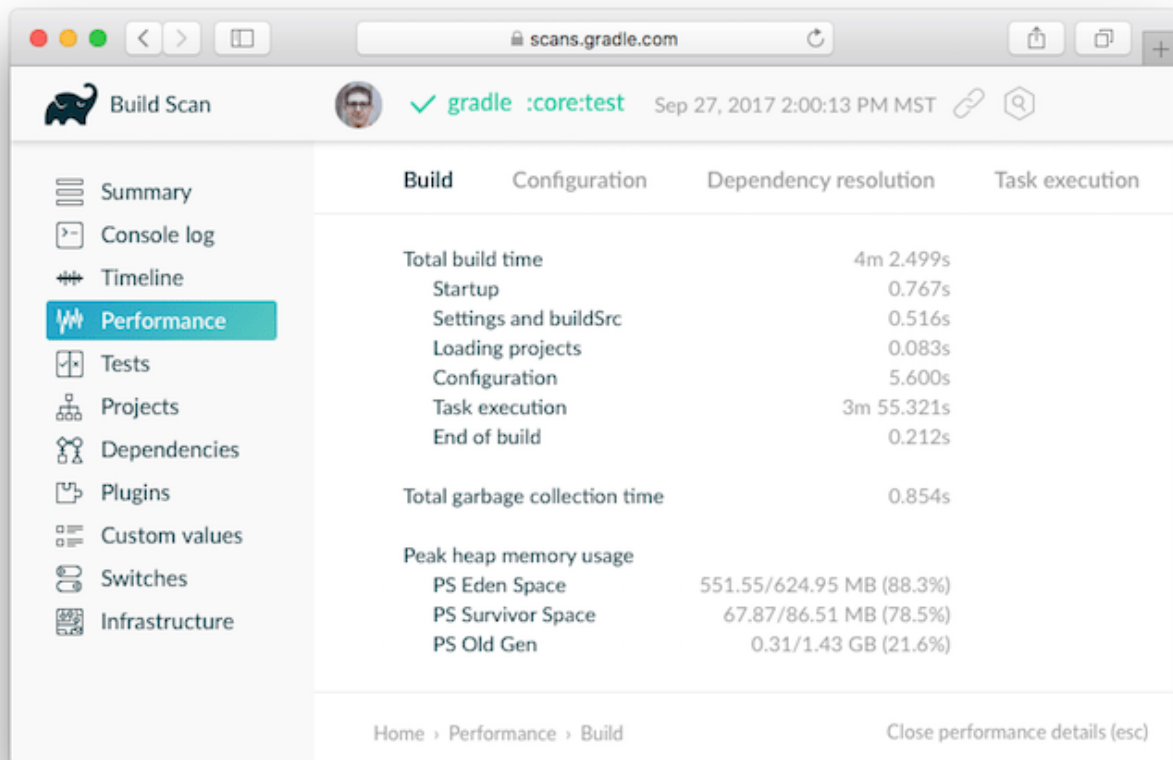 scans.gradle.com
Build Scan
gradle :core:test Sep 27, 2017 2:00:13 PM MST
Summary
Console log
Timeline
Performance
Tests
Projects
Dependencies
Plugins
Custom values
Switches
Infrastructure
Build Configuration Dependency resolution Task execution
Total build time 4m 2.499s
Startup 0.767s
Settings and buildSrc 0.516s
Loading projects 0.083s
Configuration 5.600s
Task execution 3m 55.321s
End of build 0.212s
Total garbage collection time 0.854s
Peak heap memory usage
PS Eden Space 551.55/624.95 MB (88.3%)
PS Survivor Space 67.87/86.51 MB (78.5%)
PS Old Gen 0.31/1.43 GB (21.6%)
Home › Performance › Build Close performance details (esc)